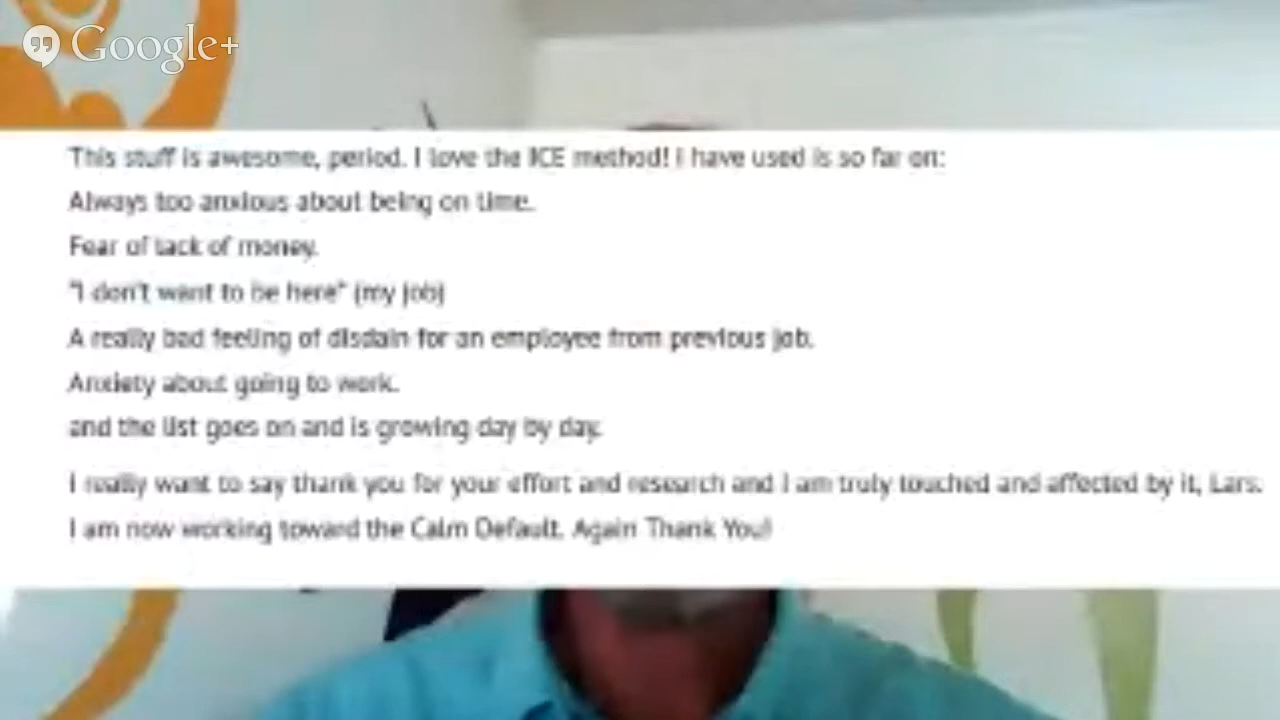 Google+
This stuff is awesome, period. I love the ICE method! I have used is so far on:
Always too anxious about being on time.
Fear of lack of money.
"I don't want to be here" (my job)
A really bad feeling of disdain for an employee from previous job.
Anxiety about going to work.
and the list goes on and is growing day by day.
I really want to say thank you for your effort and research and I am truly touched and affected by it, Lars.
I am now working toward the Calm Default. Again Thank You!